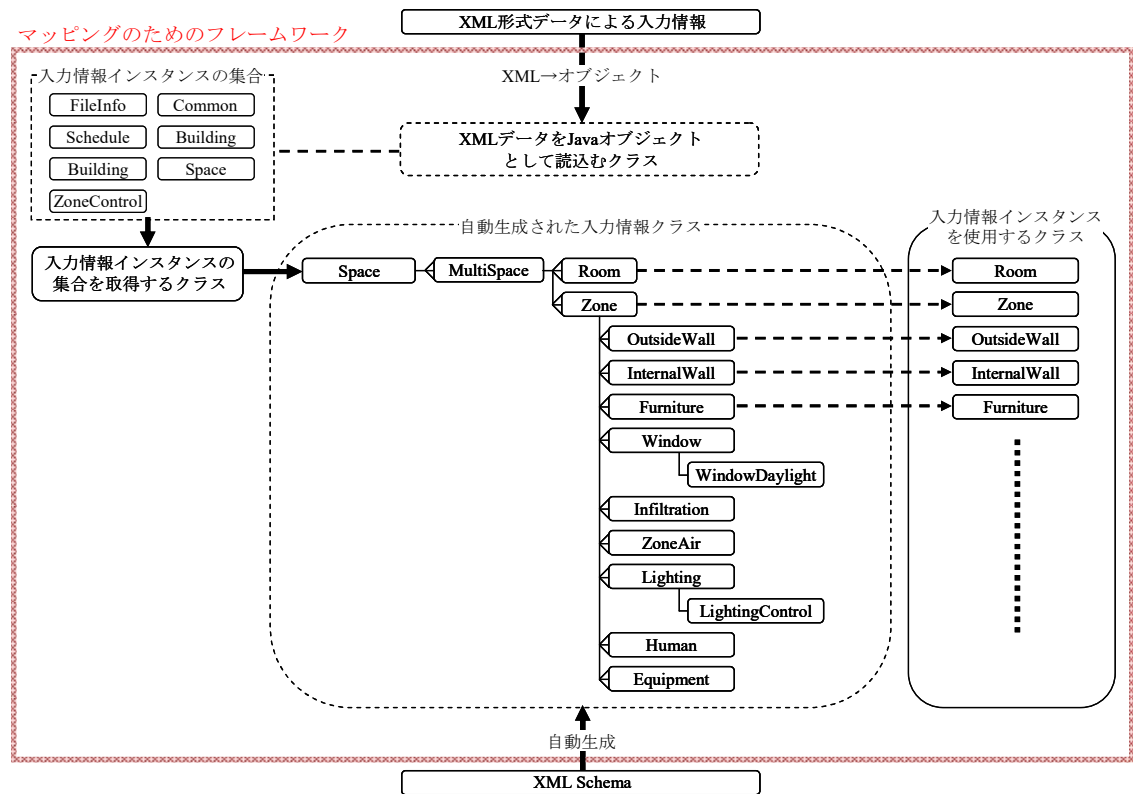 XML形式データによる入力情報
マッピングのためのフレームワーク
XML→オブジェクト
入力情報インスタンスの集合
FileInfo
Common
Schedule
Building
Building
Space
ZoneControl
XMLデータをJavaオブジェクト
として読込むクラス
入力情報インスタンスの
集合を取得するクラス
自動生成された入力情報クラス
Space
MultiSpace
Room
Zone
OutsideWall
InternalWall
Furniture
Window
WindowDaylight
Infiltration
ZoneAir
Lighting
LightingControl
Human
Equipment
入力情報インスタンス
を使用するクラス
Room
Zone
OutsideWall
InternalWall
Furniture
自動生成
XML Schema